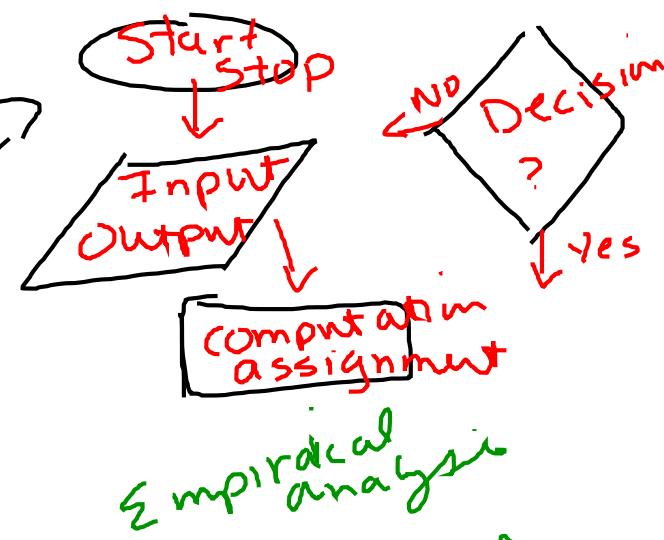 Start
Stop
Input
Output
computation
assignment
No
Decision
?
Yes
Empirical
analysis